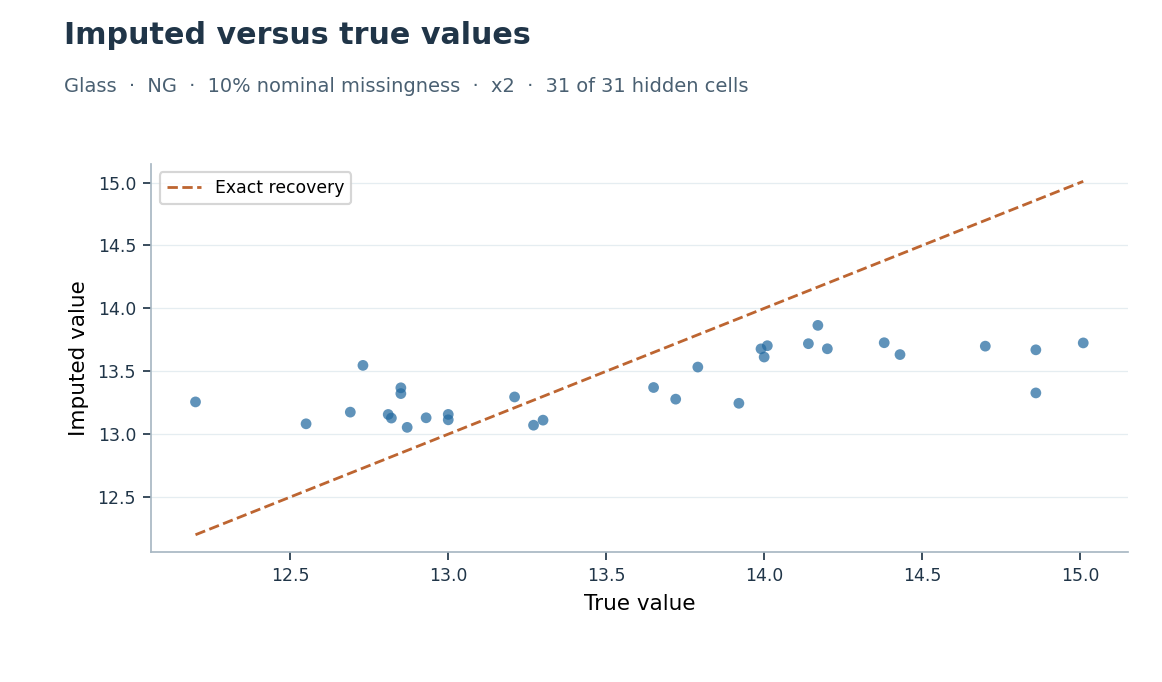 Imputed versus true values
Glass · NG · 10% nominal missingness · x2 · 31 of 31 hidden cells
Exact recovery
15.0
14.5
14.0
13.5
13.0
12.5
Imputed value
12.5 13.0 13.5 14.0 14.5 15.0
True value